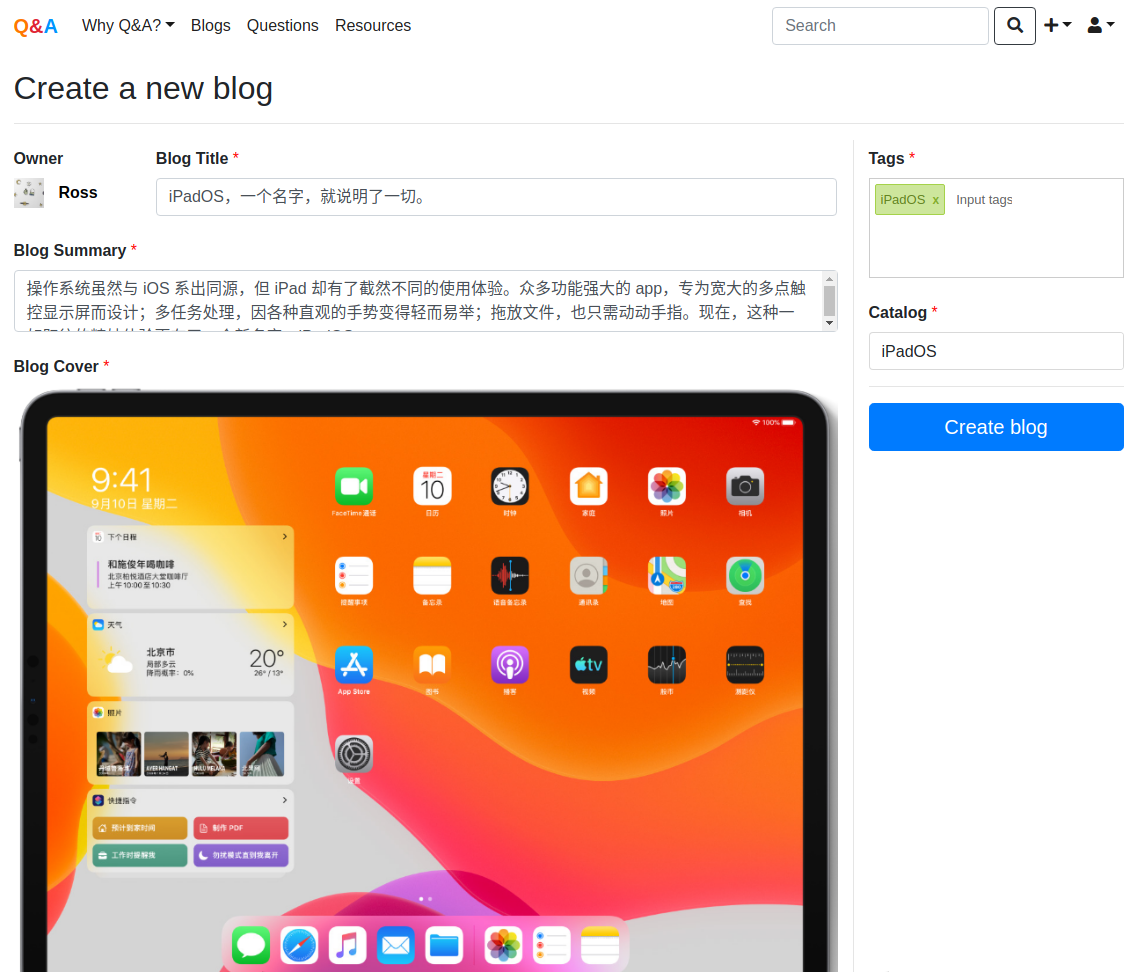 Q&A
Why Q&A?
Blogs
Questions
Resources
Search
Create a new blog
Owner
Blog Title *
Ross
iPadOS，一个名字，就说明了一切。
Blog Summary *
操作系统虽然与 iOS 系出同源，但 iPad 却有了截然不同的使用体验。众多功能强大的 app，专为宽大的多点触
控显示屏而设计；多任务处理，因各种直观的手势变得轻而易举；拖放文件，也只需动动手指。现在，这种一
Blog Cover *
Tags *
iPadOS x
Input tags
Catalog *
iPadOS
Create blog
100%
9:41
9月10日 星期二
下个日程
和施俊年喝咖啡
北京柏悦酒店大堂咖啡厅
上午10:00 至 10:30
天气
北京市
局部多云
降雨概率：0%
20°
26° / 13°
照片
快捷指令
预计到家时间
制作 PDF
工作时提醒我
勿扰模式直到我离开
FaceTime 通话
星期二
10
日历
时钟
家庭
照片
相机
提醒事项
备忘录
语音备忘录
通讯录
地图
查找
App Store
图书
播客
tv
视频
股市
测距仪
设置